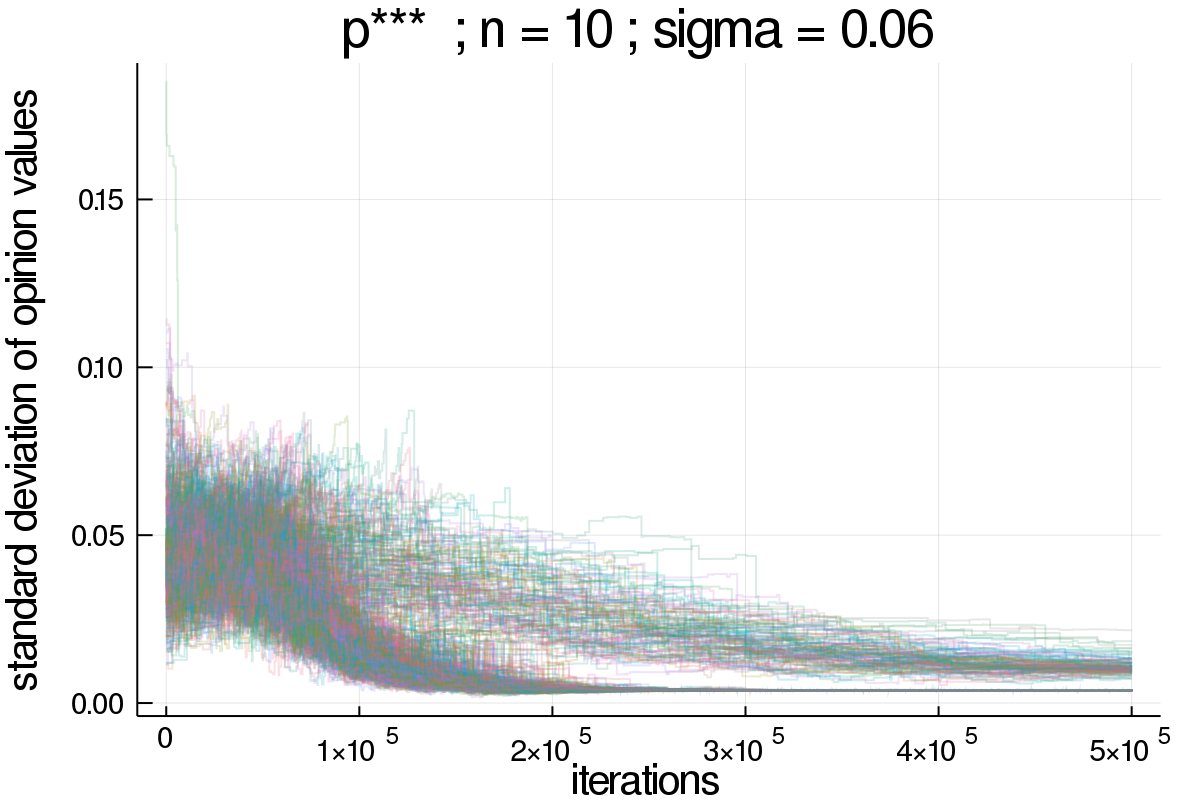 p*** ; n = 10 ; sigma = 0.06
standard deviation of opinion values
0.15
0.10
0.05
0.00
0 1×10 5 2×10 5 3×10 5 4×10 5 5×10 5
iterations